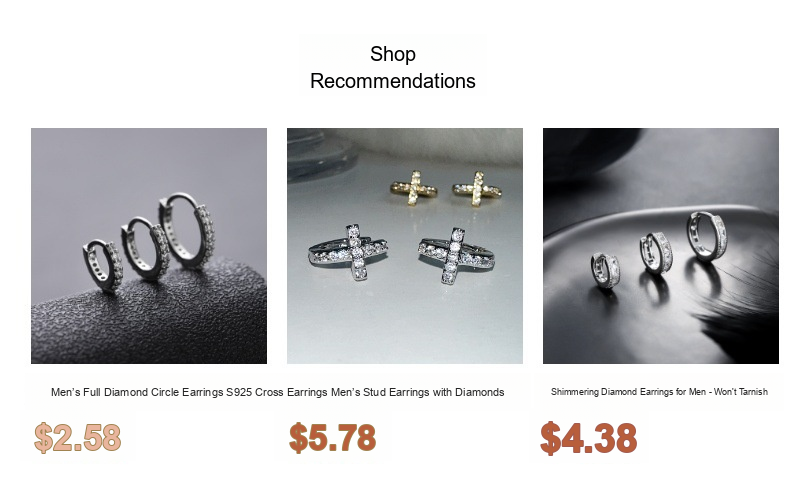 Shop
Recommendations
Men's Full Diamond Circle Earrings S925 Cross Earrings Men's Stud Earrings with Diamonds
Shimmering Diamond Earrings for Men - Won't Tarnish
$2.58
$5.78
$4.38